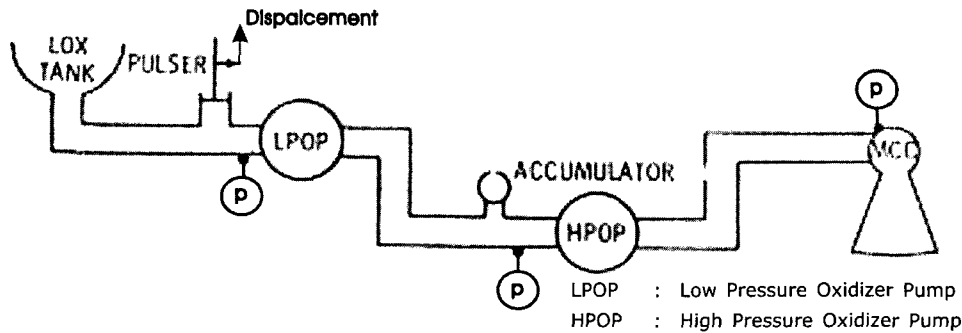 Dispalcement
LOX
TANK
PULSER
LPOP
P
ACCUMULATOR
HPOP
P
P
MCC
LPOP : Low Pressure Oxidizer Pump
HPOP : High Pressure Oxidizer Pump